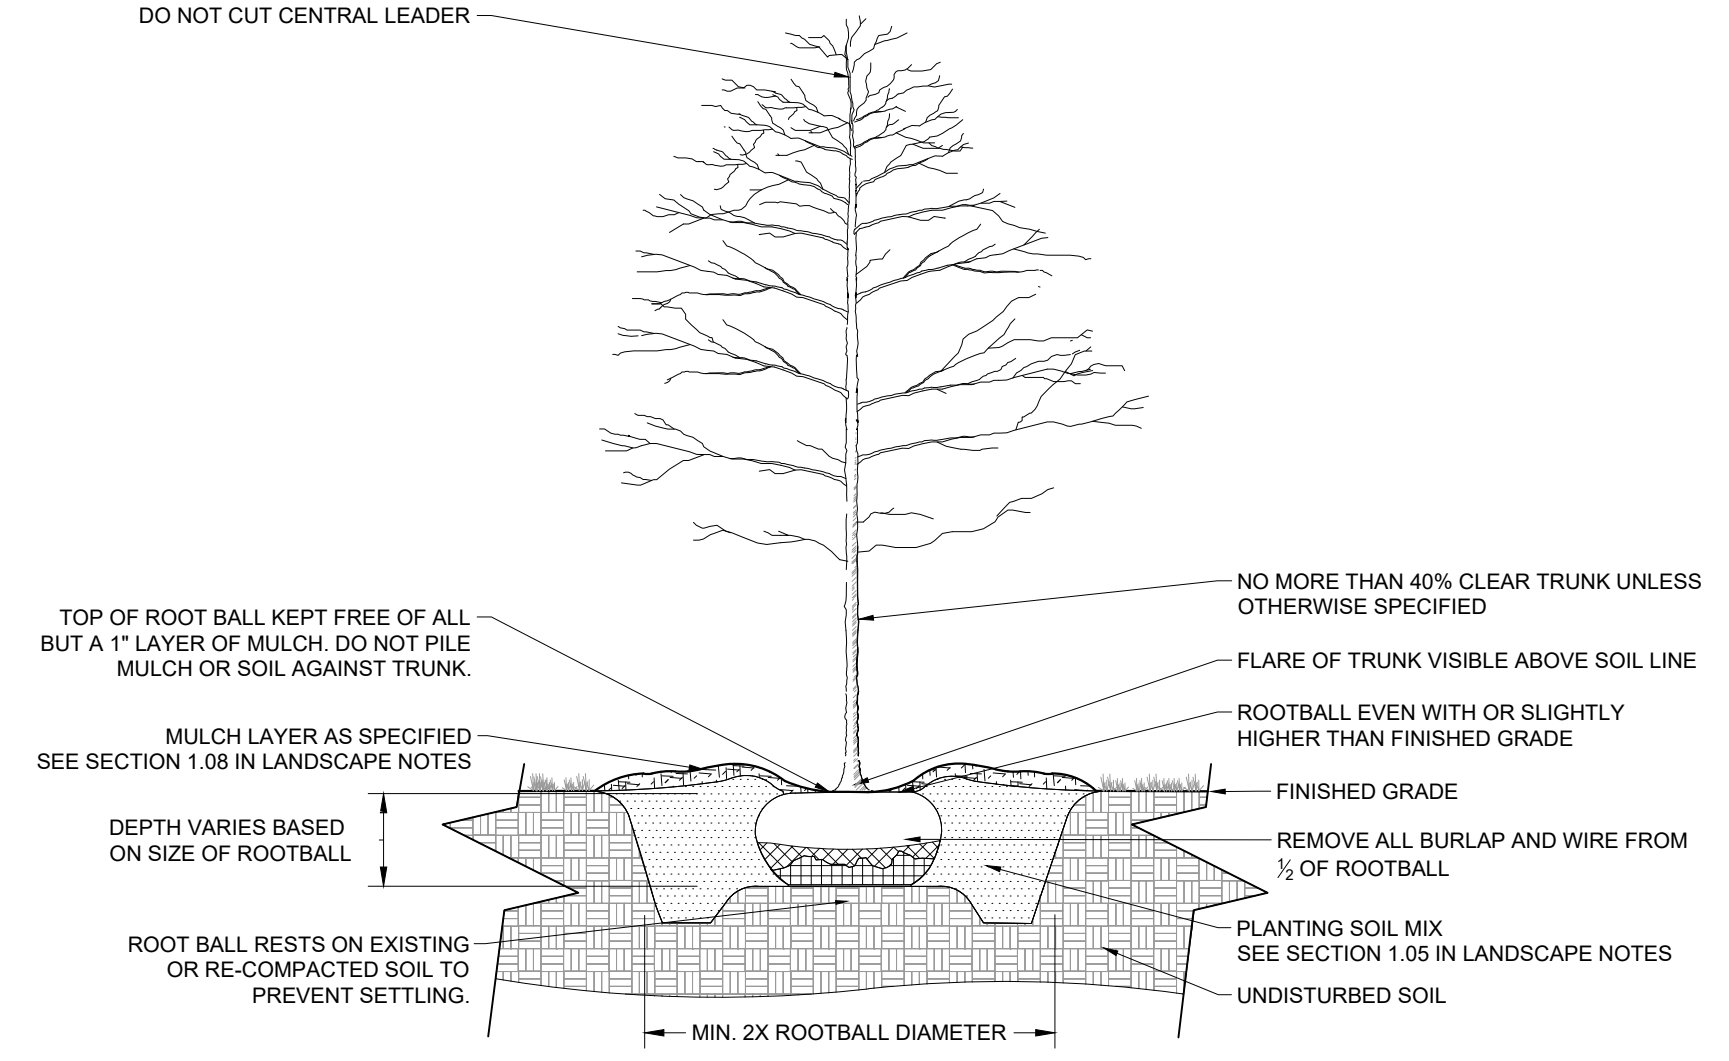 DO NOT CUT CENTRAL LEADER
NO MORE THAN 40% CLEAR TRUNK UNLESS
OTHERWISE SPECIFIED
TOP OF ROOT BALL KEPT FREE OF ALL
BUT A 1" LAYER OF MULCH. DO NOT PILE
MULCH OR SOIL AGAINST TRUNK.
FLARE OF TRUNK VISIBLE ABOVE SOIL LINE
ROOTBALL EVEN WITH OR SLIGHTLY
HIGHER THAN FINISHED GRADE
MULCH LAYER AS SPECIFIED
SEE SECTION 1.08 IN LANDSCAPE NOTES
FINISHED GRADE
DEPTH VARIES BASED
ON SIZE OF ROOTBALL
REMOVE ALL BURLAP AND WIRE FROM
½ OF ROOTBALL
PLANTING SOIL MIX
SEE SECTION 1.05 IN LANDSCAPE NOTES
ROOT BALL RESTS ON EXISTING
OR RE-COMPACTED SOIL TO
PREVENT SETTLING.
UNDISTURBED SOIL
MIN. 2X ROOTBALL DIAMETER